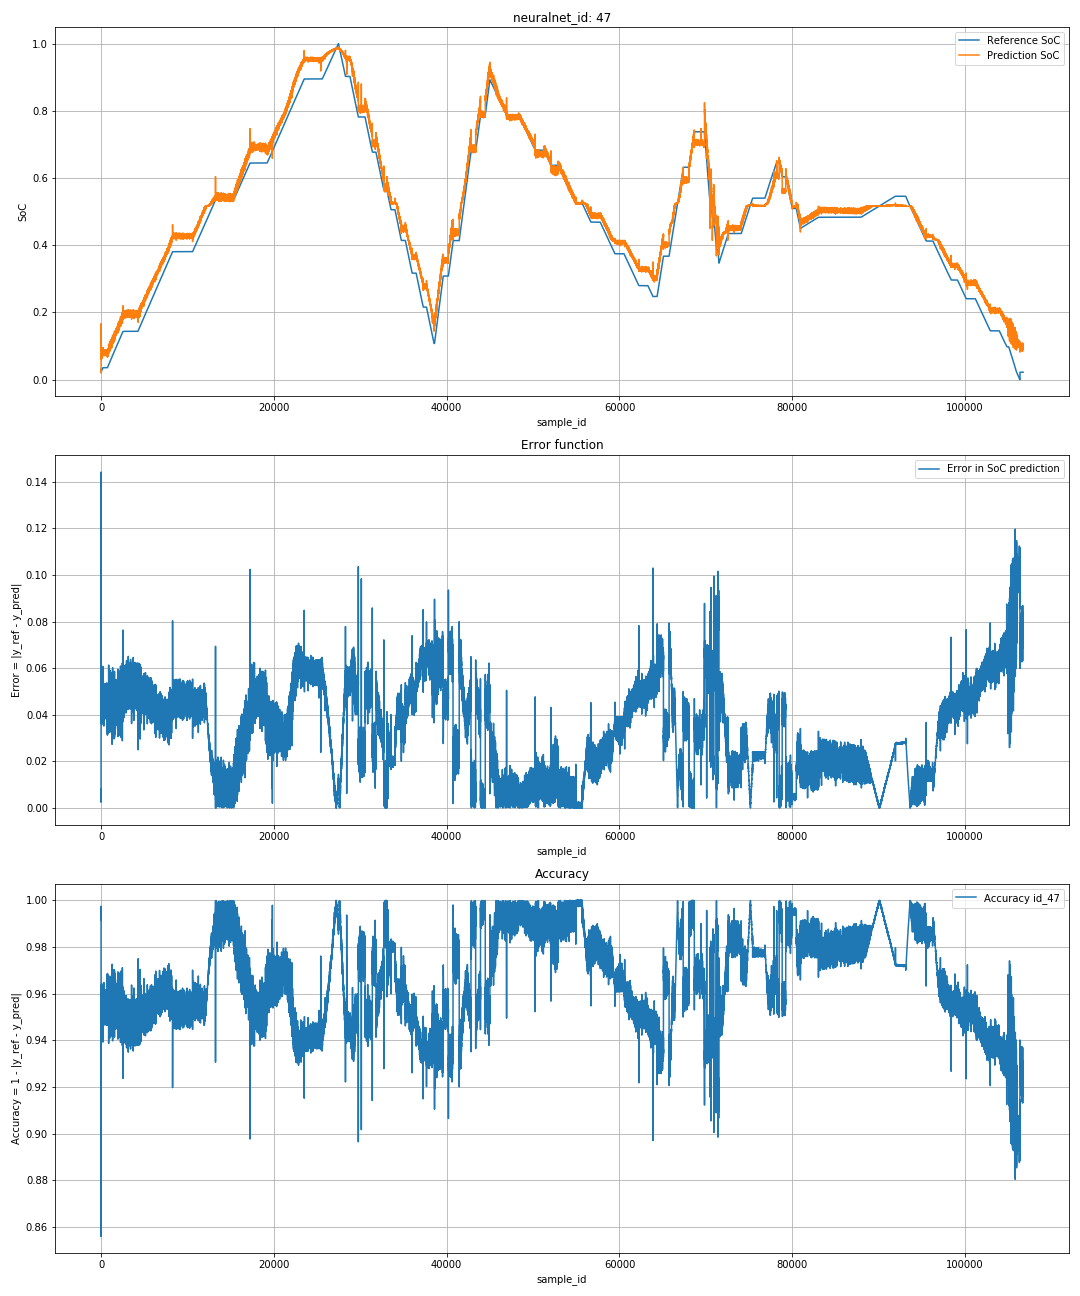 neuralnet_id: 47
Reference SoC
Prediction SoC
SoC
1.0
0.8
0.6
0.4
0.2
0.0
0 20000 40000 60000 80000 100000
sample_id
Error function
Error in SoC prediction
Error = |y_ref - y_pred|
0.14
0.12
0.10
0.08
0.06
0.04
0.02
0.00
0 20000 40000 60000 80000 100000
sample_id
Accuracy
Accuracy id_47
Accuracy = 1 - |y_ref - y_pred|
1.00
0.98
0.96
0.94
0.92
0.90
0.88
0.86
0 20000 40000 60000 80000 100000
sample_id